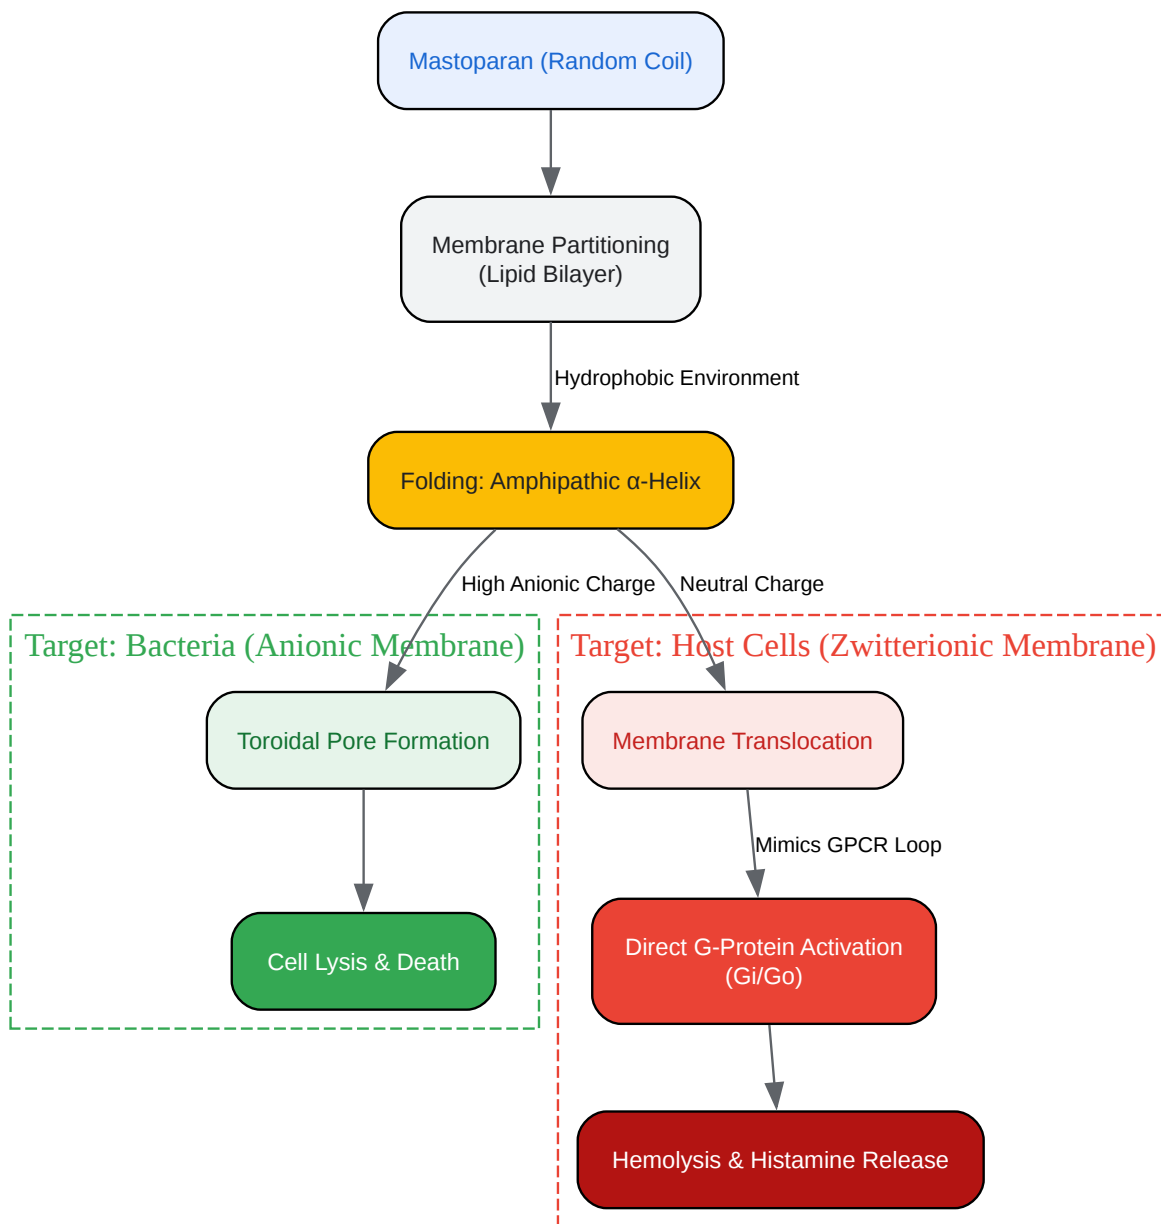 Mastoparan (Random Coil)
Membrane Partitioning
(Lipid Bilayer)
Hydrophobic Environment
Folding: Amphipathic α-Helix
High Anionic Charge
Neutral Charge
Target: Bacteria (Anionic Membrane)
Target: Host Cells (Zwitterionic Membrane)
Toroidal Pore Formation
Membrane Translocation
Mimics GPCR Loop
Cell Lysis & Death
Direct G-Protein Activation
(Gi/Go)
Hemolysis & Histamine Release